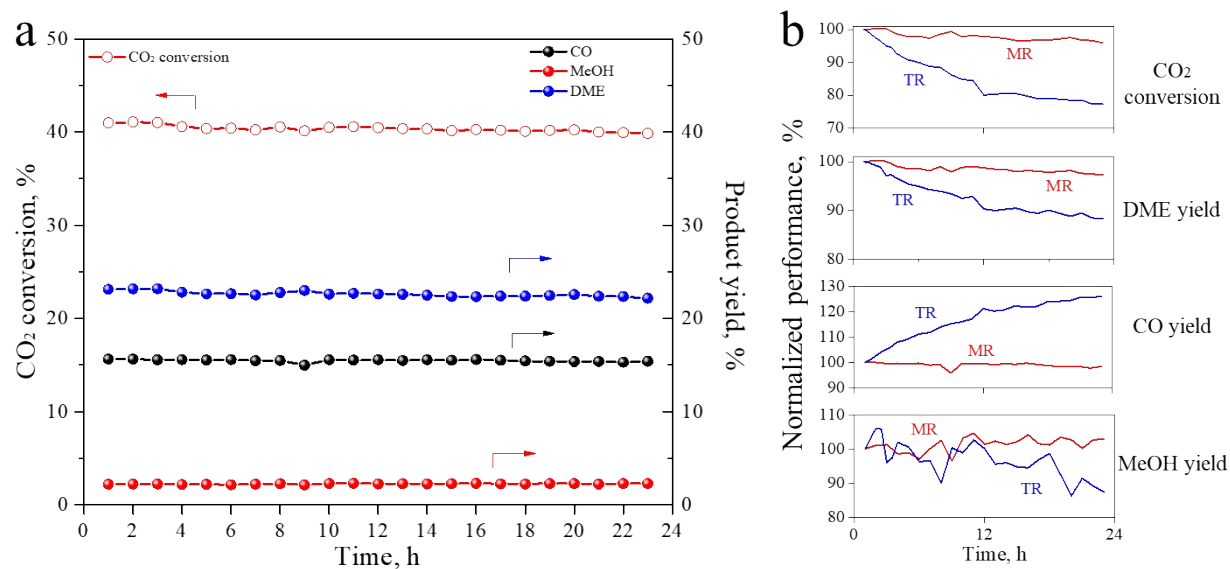 a
CO₂ conversion
CO
MeOH
DME
50
40
30
20
10
0
CO₂ conversion, %
50
40
30
20
10
0
Product yield, %
0 2 4 6 8 10 12 14 16 18 20 22 24
Time, h
b
Normalized performance, %
100
90
80
70
MR
TR
CO₂
conversion
100
90
80
MR
TR
DME yield
130
120
110
100
90
TR
MR
CO yield
110
100
90
80
MR
TR
MeOH yield
0 12 24
Time, h